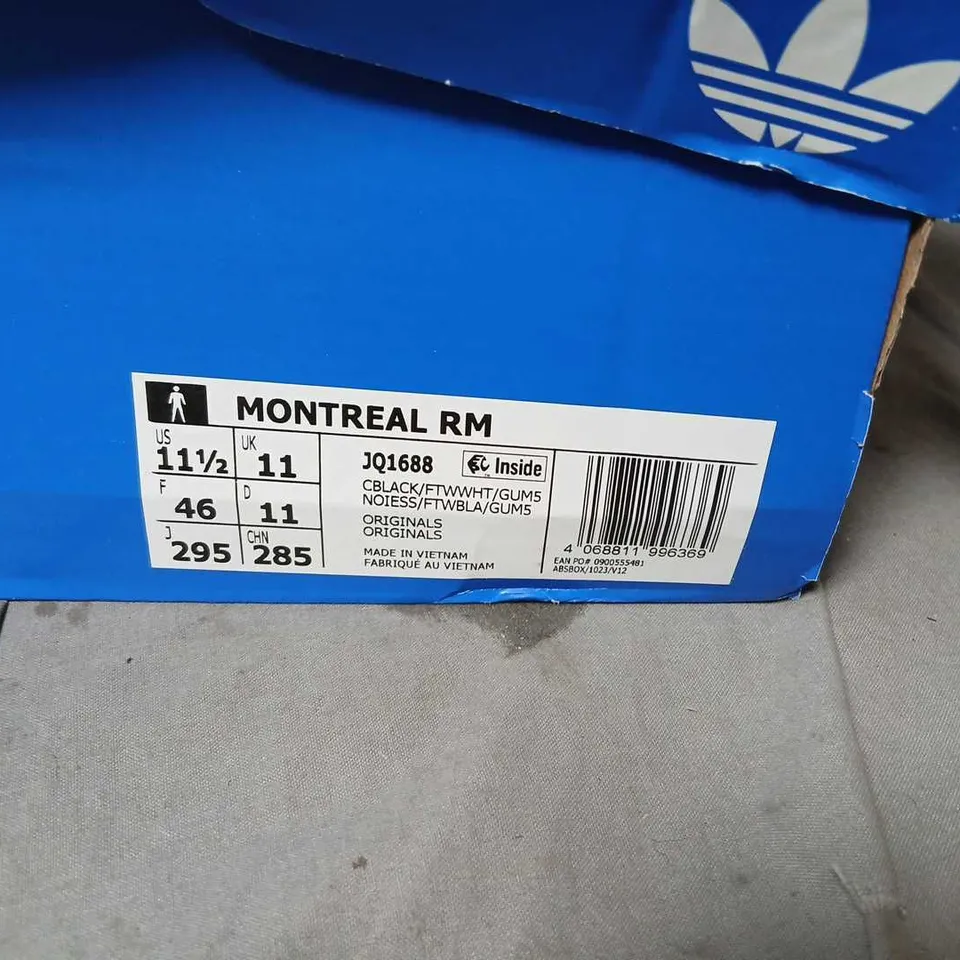 MONTREAL RM
US
11½
UK
11
F
46
D
11
J
295
CHN
285
JQ1688
Inside
CBLACK/FTWWHT/GUM5
NOIESS/FTWBLA/GUM5
ORIGINALS
ORIGINALS
MADE IN VIETNAM
FABRIQUÉ AU VIETNAM
4 068811 996369
EAN PO# 0900555481
ABSBOX/1023/V12